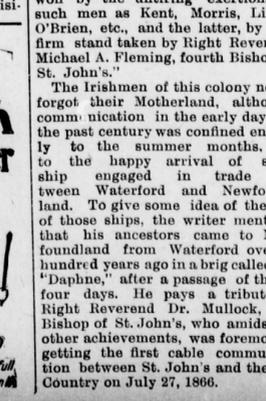 won by the untiring exertio
such men as Kent, Morris, Li
O'Brien, etc., and the latter, by
firm stand taken by Right Rever
Michael A. Fleming, fourth Bisho
St. John's."
The Irishmen of this colony ne
forgot their Motherland, altho
comm nication in the early day
the past century was confined en
ly to the summer months,
to the happy arrival of s
ship engaged in trade
tween Waterford and Newfo
land. To give some idea of the
of those ships, the writer ment
that his ancestors came to N
foundland from Waterford ove
hundred years ago in a brig calle
"Daphne," after a passage of th
four days. He pays a tribut
Right Reverend Dr. Mullock,
Bishop of St. John's, who amids
other achievements, was foremo
getting the first cable commu
tion between St. John's and the
Country on July 27, 1866.